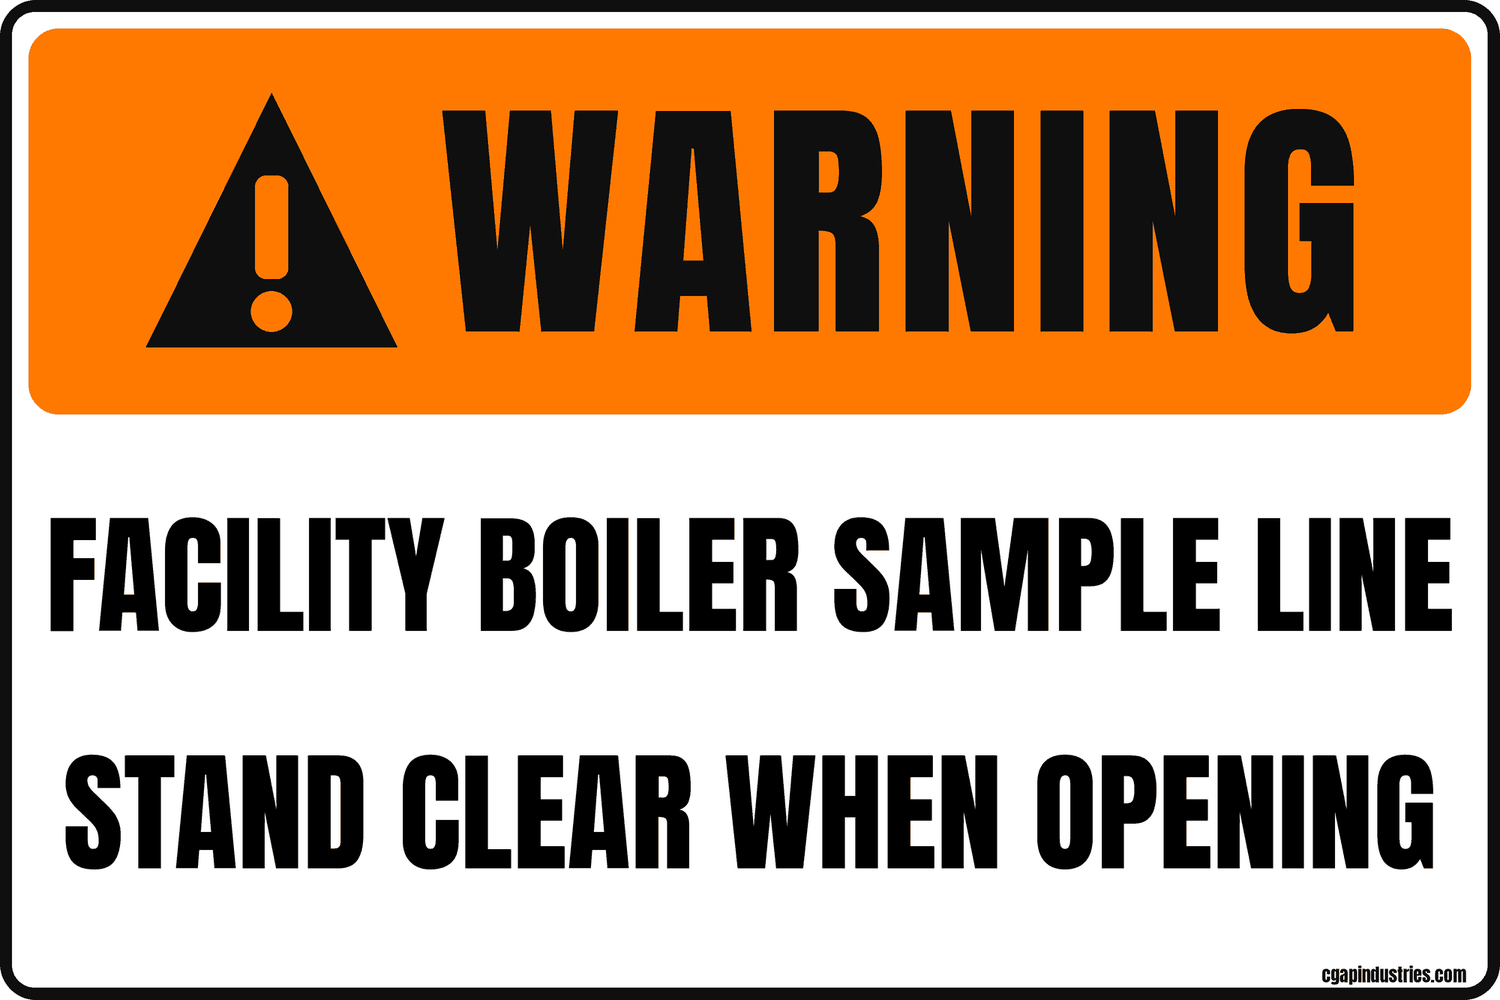 WARNING
FACILITY BOILER SAMPLE LINE
STAND CLEAR WHEN OPENING
cgapindustries.com